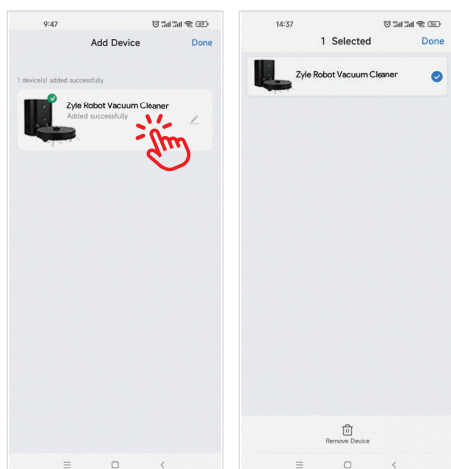 9:47
Add Device
Done
1 device(s) added successfully
Zyle Robot Vacuum Cleaner
Added successfully
14:37
1 Selected
Done
Zyle Robot Vacuum Cleaner
Remove Device